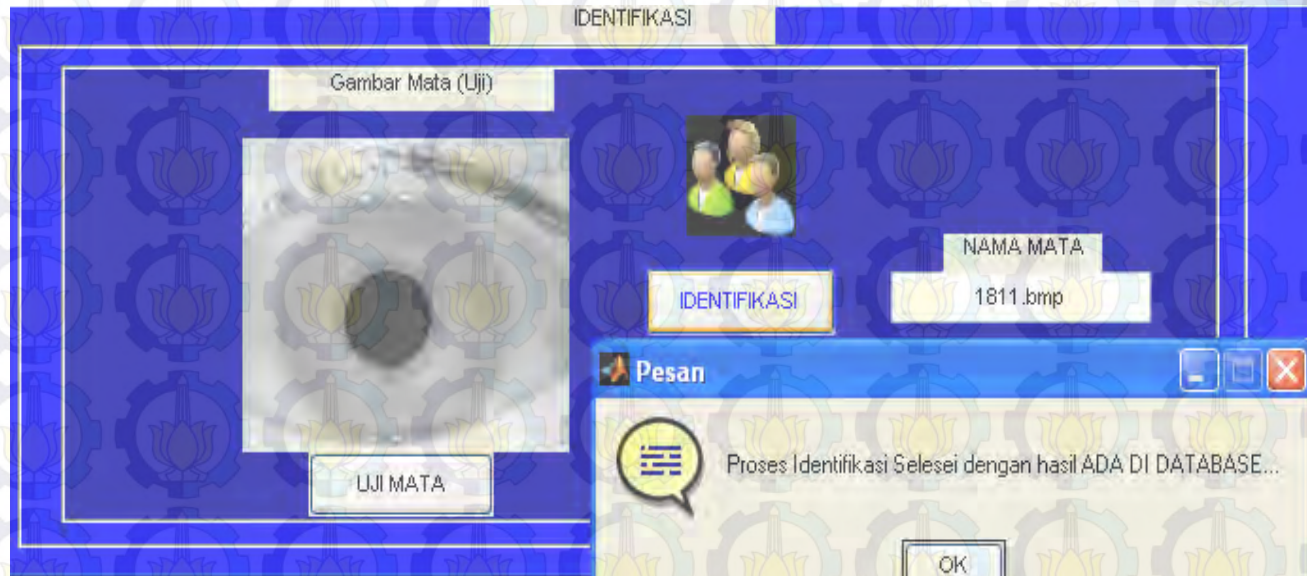 IDENTIFIKASI
Gambar Mata (Uji)
NAMA MATA
IDENTIFIKASI
1811.bmp
Pesan
Proses Identifikasi Selesei dengan hasil ADA DI DATABASE...
UJI MATA
OK